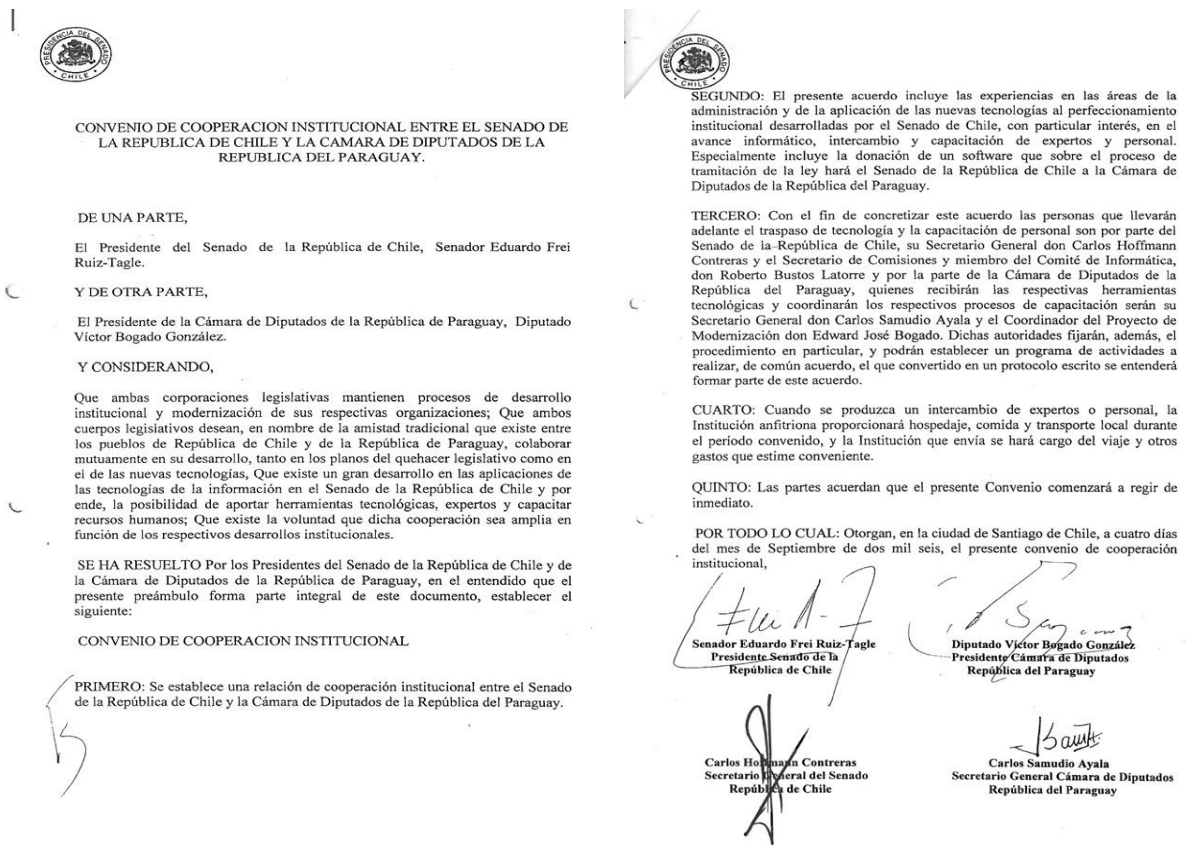 PRESIDENCIA DEL SENADO
CHILE
CONVENIO DE COOPERACION INSTITUCIONAL ENTRE EL SENADO DE
LA REPUBLICA DE CHILE Y LA CAMARA DE DIPUTADOS DE LA
REPUBLICA DEL PARAGUAY.
DE UNA PARTE,
El Presidente del Senado de la República de Chile, Senador Eduardo Frei
Ruiz-Tagle.
Y DE OTRA PARTE,
El Presidente de la Cámara de Diputados de la República de Paraguay, Diputado
Víctor Bogado González.
Y CONSIDERANDO,
Que ambas corporaciones legislativas mantienen procesos de desarrollo
institucional y modernización de sus respectivas organizaciones; Que ambos
cuerpos legislativos desean, en nombre de la amistad tradicional que existe entre
los pueblos de República de Chile y de la República de Paraguay, colaborar
mutuamente en su desarrollo, tanto en los planos del quehacer legislativo como en
el de las nuevas tecnologías, Que existe un gran desarrollo en las aplicaciones de
las tecnologías de la información en el Senado de la República de Chile y por
ende, la posibilidad de aportar herramientas tecnológicas, expertos y capacitar
recursos humanos; Que existe la voluntad que dicha cooperación sea amplia en
función de los respectivos desarrollos institucionales.
SE HA RESUELTO Por los Presidentes del Senado de la República de Chile y de
la Cámara de Diputados de la República de Paraguay, en el entendido que el
presente preámbulo forma parte integral de este documento, establecer el
siguiente:
CONVENIO DE COOPERACION INSTITUCIONAL
PRIMERO: Se establece una relación de cooperación institucional entre el Senado
de la República de Chile y la Cámara de Diputados de la República del Paraguay.
PRESIDENCIA DEL SENADO
CHILE
SEGUNDO: El presente acuerdo incluye las experiencias en las áreas de la
administración y de la aplicación de las nuevas tecnologías al perfeccionamiento
institucional desarrolladas por el Senado de Chile, con particular interés, en el
avance informático, intercambio y capacitación de expertos y personal.
Especialmente incluye la donación de un software que sobre el proceso de
tramitación de la ley hará el Senado de la República de Chile a la Cámara de
Diputados de la República del Paraguay.
TERCERO: Con el fin de concretizar este acuerdo las personas que llevarán
adelante el traspaso de tecnología y la capacitación de personal son por parte del
Senado de la República de Chile, su Secretario General don Carlos Hoffmann
Contreras y el Secretario de Comisiones y miembro del Comité de Informática,
don Roberto Bustos Latorre y por la parte de la Cámara de Diputados de la
República del Paraguay, quienes recibirán las respectivas herramientas
tecnológicas y coordinarán los respectivos procesos de capacitación serán su
Secretario General don Carlos Samudio Ayala y el Coordinador del Proyecto de
Modernización don Edward José Bogado. Dichas autoridades fijarán, además, el
procedimiento en particular, y podrán establecer un programa de actividades a
realizar, de común acuerdo, el que convertido en un protocolo escrito se entenderá
formar parte de este acuerdo.
CUARTO: Cuando se produzca un intercambio de expertos o personal, la
Institución anfitriona proporcionará hospedaje, comida y transporte local durante
el período convenido, y la Institución que envía se hará cargo del viaje y otros
gastos que estime conveniente.
QUINTO: Las partes acuerdan que el presente Convenio comenzará a regir de
inmediato.
POR TODO LO CUAL: Otorgan, en la ciudad de Santiago de Chile, a cuatro días
del mes de Septiembre de dos mil seis, el presente convenio de cooperación
institucional,
Senador Eduardo Frei Ruiz-Tagle
Presidente Senado de la
República de Chile
Diputado Víctor Bogado González
Presidente Cámara de Diputados
República del Paraguay
Carlos Hoffmann Contreras
Secretario General del Senado
República de Chile
Carlos Samudio Ayala
Secretario General Cámara de Diputados
República del Paraguay